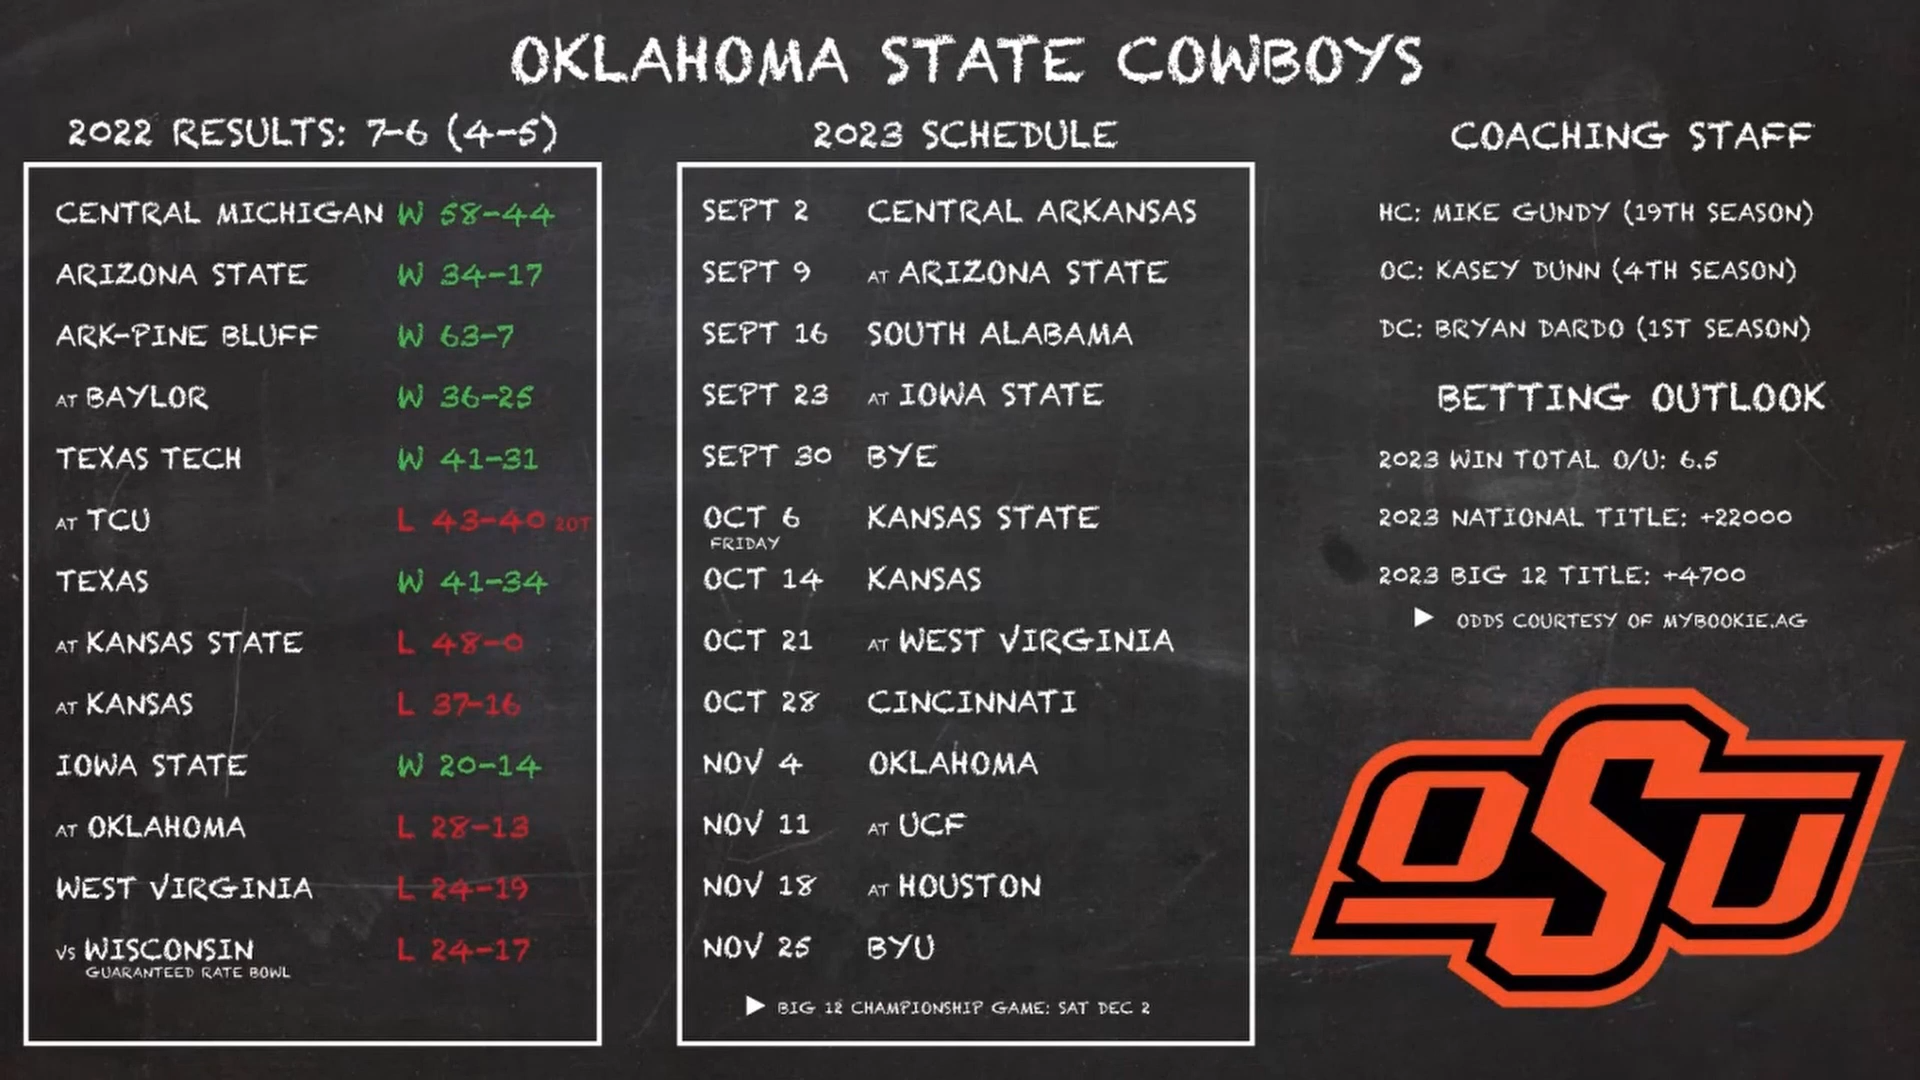 OKLAHOMA STATE COWBOYS
2022 RESULTS: 7-6 (4-5)
CENTRAL MICHIGAN W 58-44
ARIZONA STATE W 34-17
ARK-PINE BLUFF W 63-7
AT BAYLOR W 36-25
TEXAS TECH W 41-31
AT TCU L 43-40 2OT
TEXAS W 41-34
AT KANSAS STATE L 48-0
AT KANSAS L 37-16
IOWA STATE W 20-14
AT OKLAHOMA L 28-13
WEST VIRGINIA L 24-19
VS WISCONSIN L 24-17
GUARANTEED RATE BOWL
2023 SCHEDULE
SEPT 2 CENTRAL ARKANSAS
SEPT 9 AT ARIZONA STATE
SEPT 16 SOUTH ALABAMA
SEPT 23 AT IOWA STATE
SEPT 30 BYE
OCT 6 KANSAS STATE
FRIDAY
OCT 14 KANSAS
OCT 21 AT WEST VIRGINIA
OCT 28 CINCINNATI
NOV 4 OKLAHOMA
NOV 11 AT UCF
NOV 18 AT HOUSTON
NOV 25 BYU
▶ BIG 12 CHAMPIONSHIP GAME: SAT DEC 2
COACHING STAFF
HC: MIKE GUNDY (19TH SEASON)
OC: KASEY DUNN (4TH SEASON)
DC: BRYAN DARDO (1ST SEASON)
BETTING OUTLOOK
2023 WIN TOTAL O/U: 6.5
2023 NATIONAL TITLE: +22000
2023 BIG 12 TITLE: +4700
▶ ODDS COURTESY OF MYBOOKIE.AG
OSU